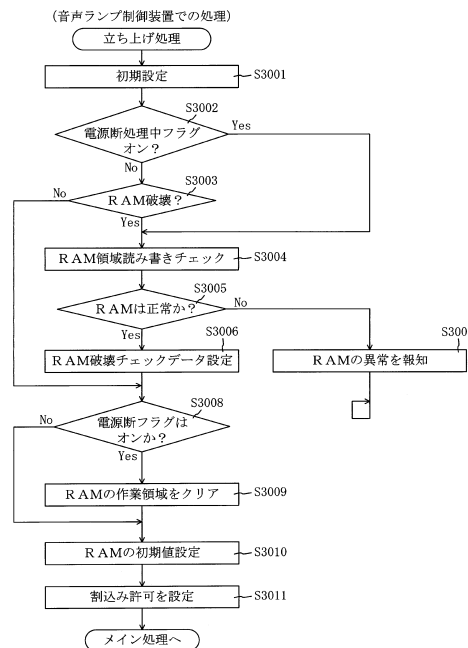 (音声ランプ制御装置での処理)
立ち上げ処理
初期設定
S3001
S3002
電源断処理中フラグ
オン?
Yes
No
S3003
No
RAM破壊?
Yes
RAM領域読み書きチェック
S3004
S3005
RAMは正常か?
No
Yes
S3006
RAM破壊チェックデータ設定
S300
RAMの異常を報知
S3008
No
電源断フラグは
オンか?
Yes
RAMの作業領域をクリア
S3009
RAMの初期値設定
S3010
割込み許可を設定
S3011
メイン処理へ